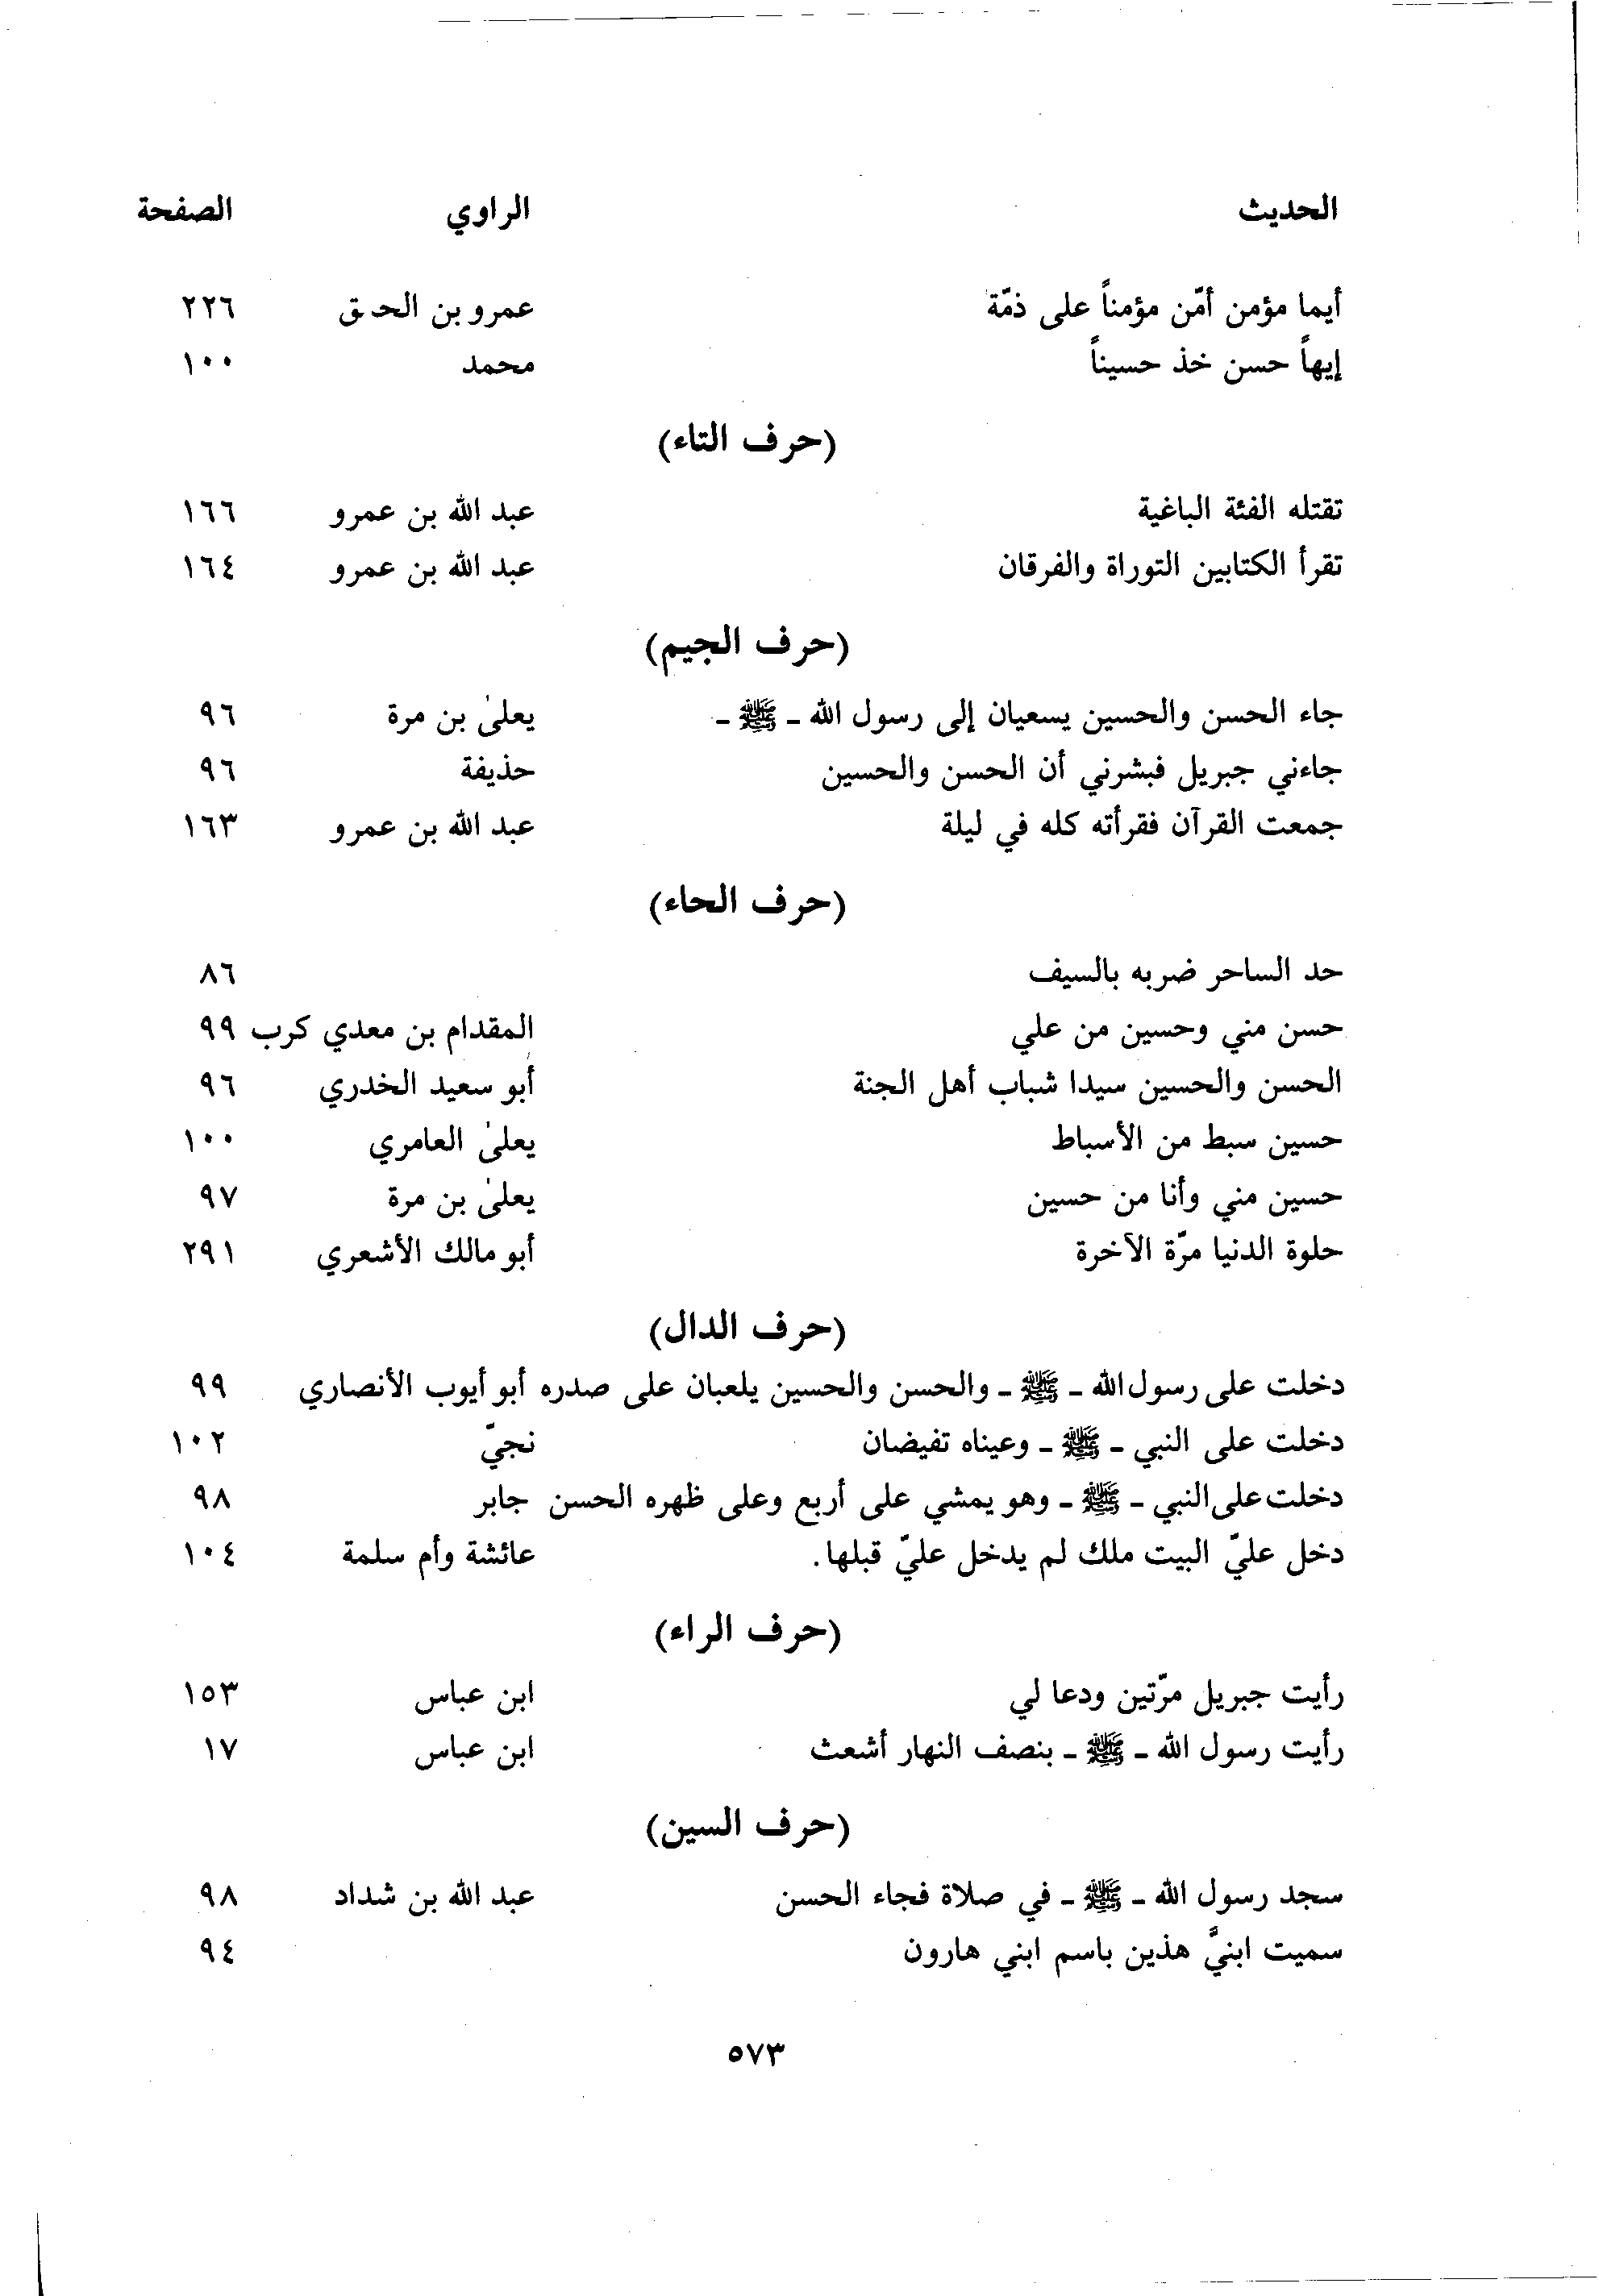 الحديث الراوي الصفحة
أيما مؤمن أمّن مؤمناً على ذمّة عمرو بن الحمق ٢٢٦
إيهاً حسن خذ حسيناً محمد ١٠٠
(حرف التاء)
تقتله الفئة الباغية عبد الله بن عمرو ١٦٦
تقرأ الكتابين التوراة والفرقان عبد الله بن عمرو ١٦٤
(حرف الجيم)
جاء الحسن والحسين يسعيان إلى رسول الله ـ ﷺ ـ يعلىٰ بن مرة ٩٦
جاءني جبريل فبشرني أن الحسن والحسين حذيفة ٩٦
جمعت القرآن فقرأته كله في ليلة عبد الله بن عمرو ١٦٣
(حرف الحاء)
حد الساحر ضربه بالسيف ٨٦
حسن مني وحسين من علي المقدام بن معدي كرب ٩٩
الحسن والحسين سيدا شباب أهل الجنة أبو سعيد الخدري ٩٦
حسين سبط من الأسباط يعلىٰ العامري ١٠٠
حسين مني وأنا من حسين يعلىٰ بن مرة ٩٧
حلوة الدنيا مرّة الآخرة أبو مالك الأشعري ٢٩١
(حرف الدال)
دخلت على رسول الله ـ ﷺ ـ والحسن والحسين يلعبان على صدره أبو أيوب الأنصاري ٩٩
دخلت على النبي ـ ﷺ ـ وعيناه تفيضان نجيّ ١٠٢
دخلت على النبي ـ ﷺ ـ وهو يمشي على أربع وعلى ظهره الحسن جابر ٩٨
دخل عليّ البيت ملك لم يدخل عليّ قبلها. عائشة وأم سلمة ١٠٤
(حرف الراء)
رأيت جبريل مرّتين ودعا لي ابن عباس ١٥٣
رأيت رسول الله ـ ﷺ ـ بنصف النهار أشعث ابن عباس ١٧
(حرف السين)
سجد رسول الله ـ ﷺ ـ في صلاة فجاء الحسن عبد الله بن شداد ٩٨
سميت ابنيَّ هذين باسم ابني هارون ٩٤
٥٧٣